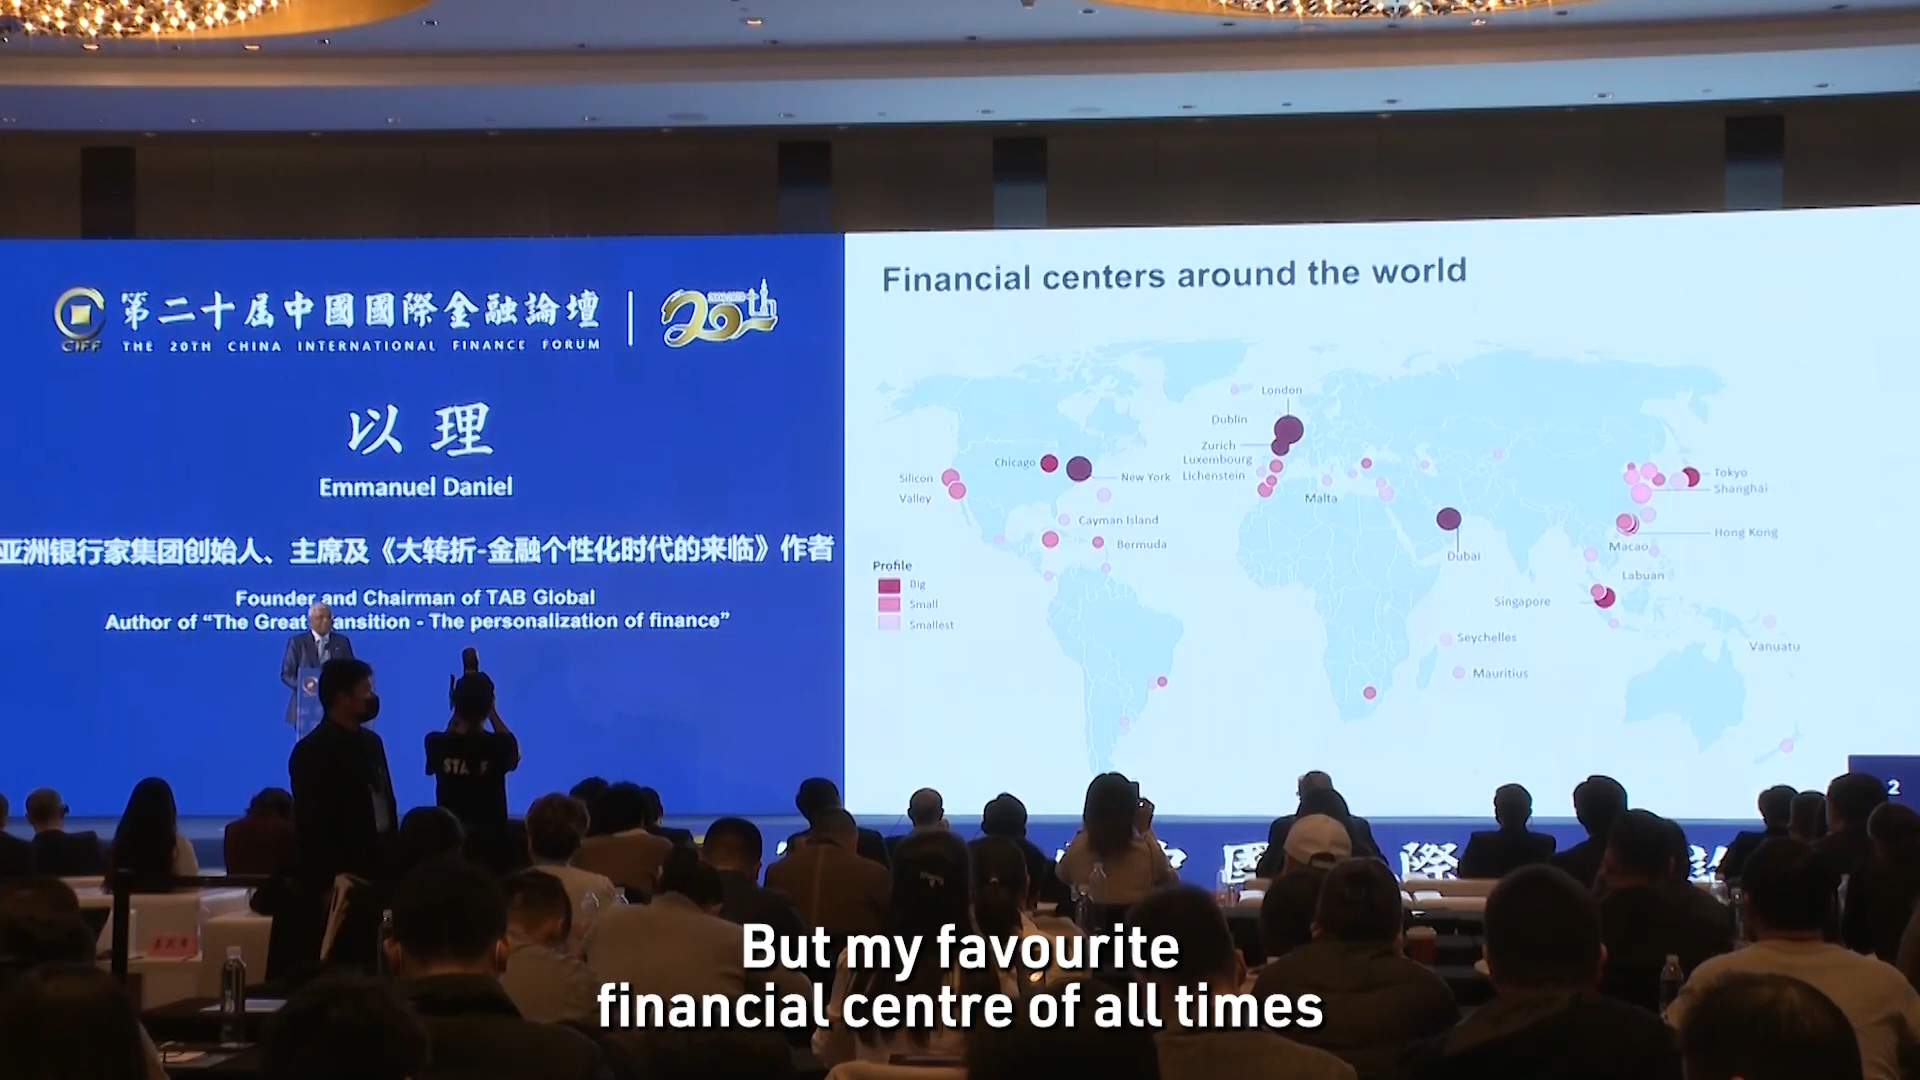 第二十届中國國際金融論壇
CIFF
THE 20TH CHINA INTERNATIONAL FINANCE FORUM
20
以理
Emmanuel Daniel
亚洲银行家集团创始人、主席及《大转折-金融个性化时代的来临》作者
Founder and Chairman of TAB Global
Author of “The Great ansition - The personalization of finance”
Financial centers around the world
London
Dublin
Zurich
Luxembourg
Lichenstein
Chicago
New York
Silicon
Valley
Malta
Tokyo
Shanghai
Cayman Island
Bermuda
Hong Kong
Macao
Dubai
Labuan
Singapore
Seychelles
Mauritius
Vanuatu
Profile
Big
Small
Smallest
2
國 際
But my favourite
financial centre of all times